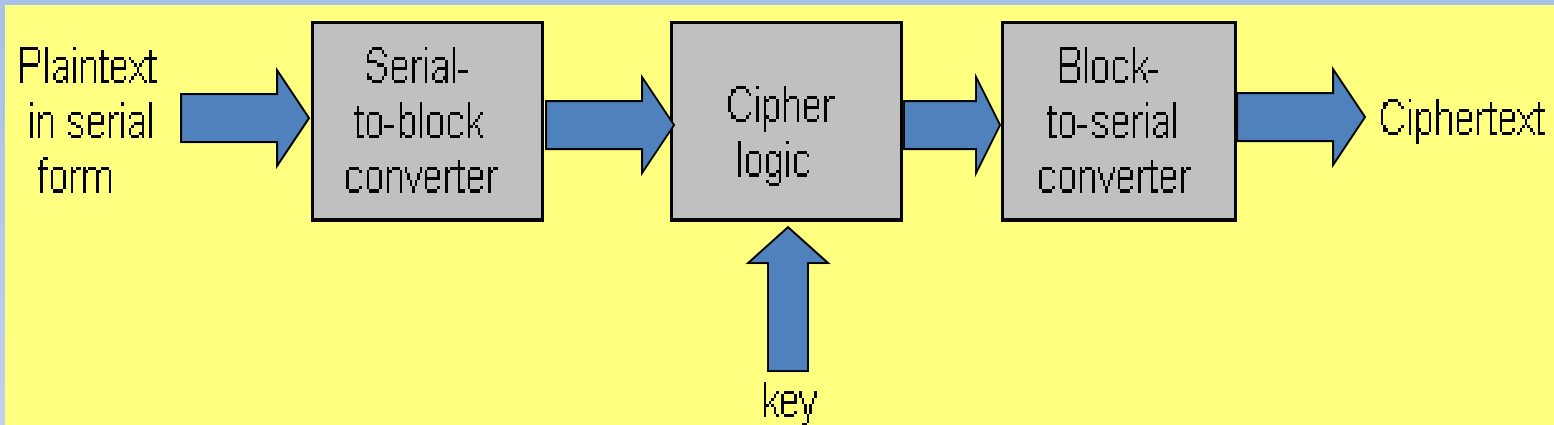 Plaintext
in serial
form
Serial-
to-block
converter
Cipher
logic
Block-
to-serial
converter
Ciphertext
key